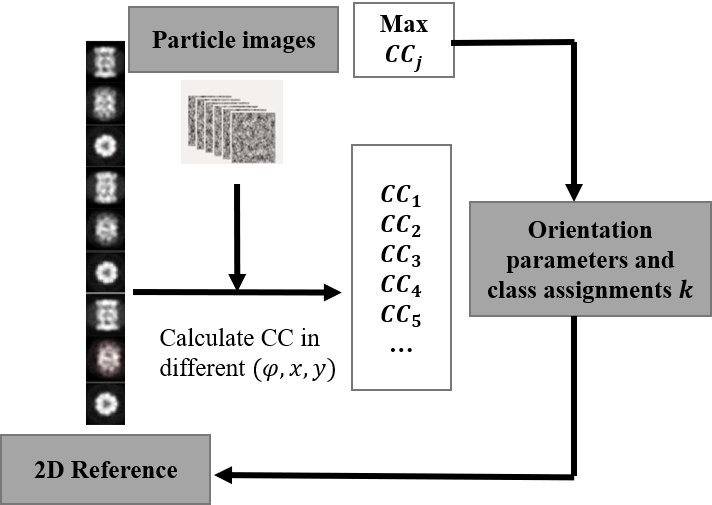 Particle images
Max
CCⱼ
CC₁
CC₂
CC₃
CC₄
CC₅
...
Calculate CC in
different (φ, x, y)
Orientation
parameters and
class assignments k
2D Reference